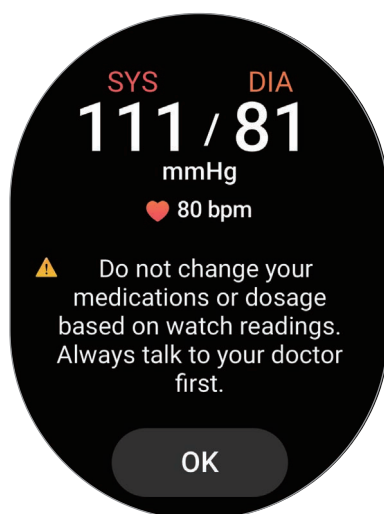 SYS DIA
111 / 81
mmHg
80 bpm
Do not change your
medications or dosage
based on watch readings.
Always talk to your doctor
first.
OK